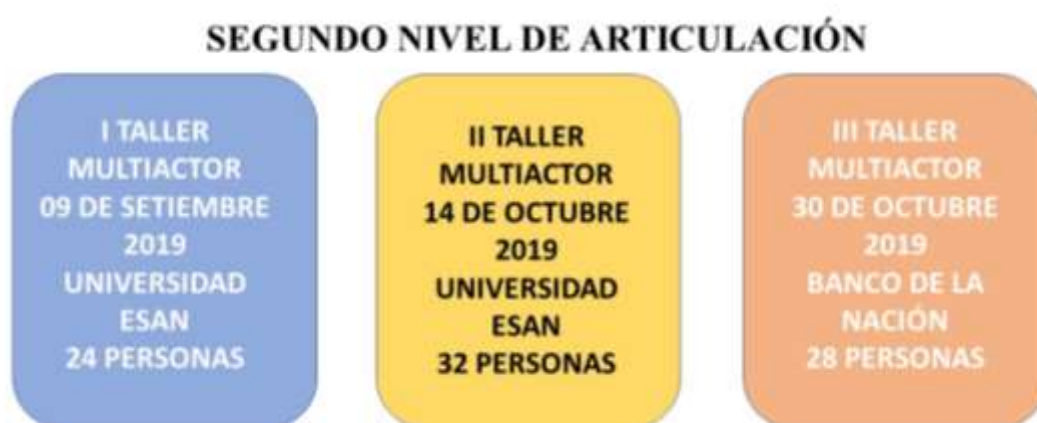 SEGUNDO NIVEL DE ARTICULACIÓN
I TALLER
MULTIACTOR
09 DE SETIEMBRE
2019
UNIVERSIDAD
ESAN
24 PERSONAS
II TALLER
MULTIACTOR
14 DE OCTUBRE
2019
UNIVERSIDAD
ESAN
32 PERSONAS
III TALLER
MULTIACTOR
30 DE OCTUBRE
2019
BANCO DE LA
NACIÓN
28 PERSONAS